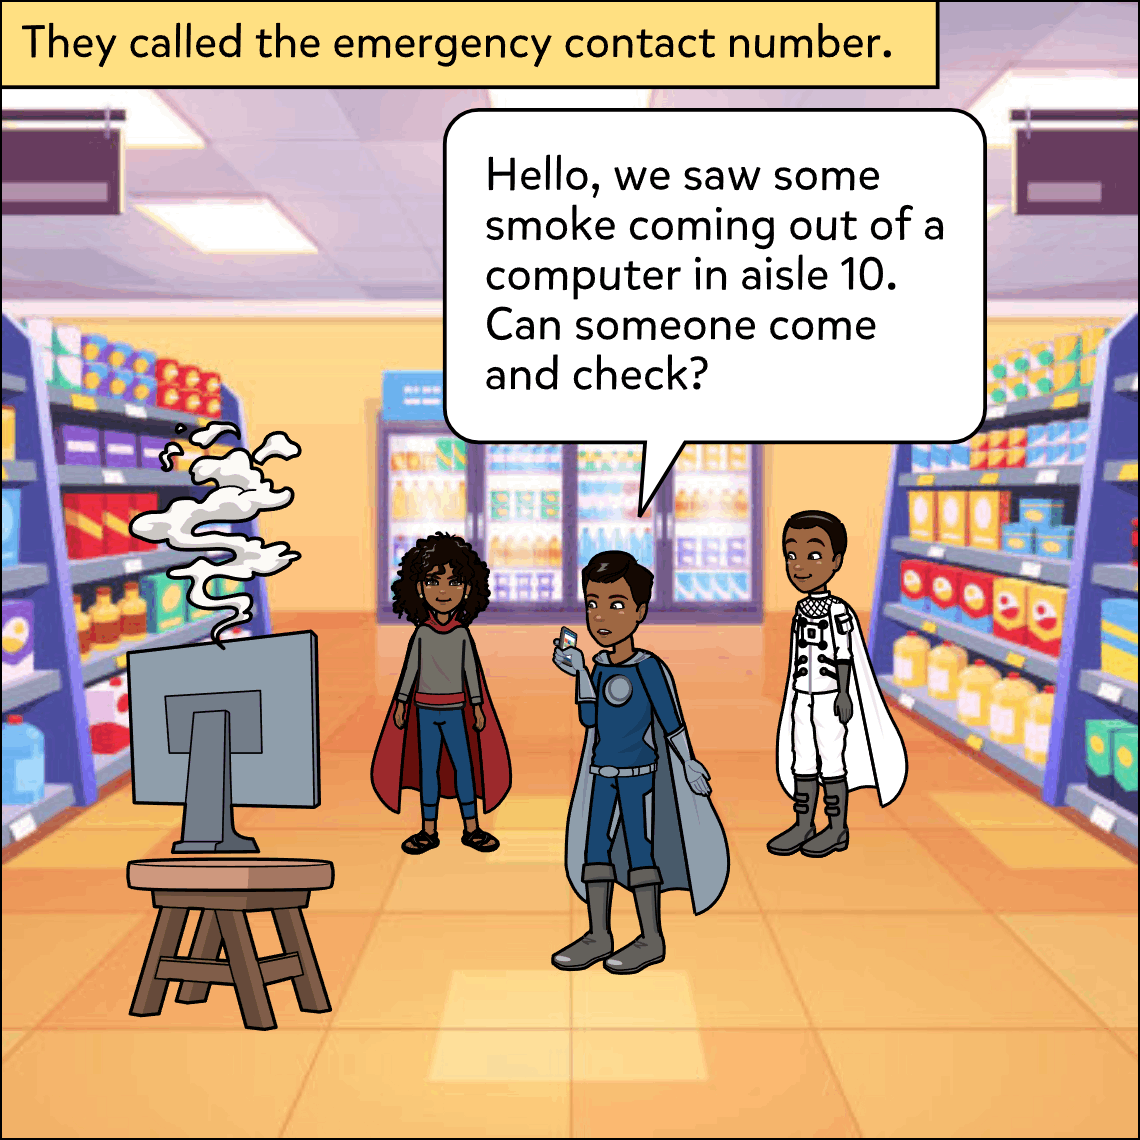 They called the emergency contact number.
Hello, we saw some
smoke coming out of a
computer in aisle 10.
Can someone come
and check?